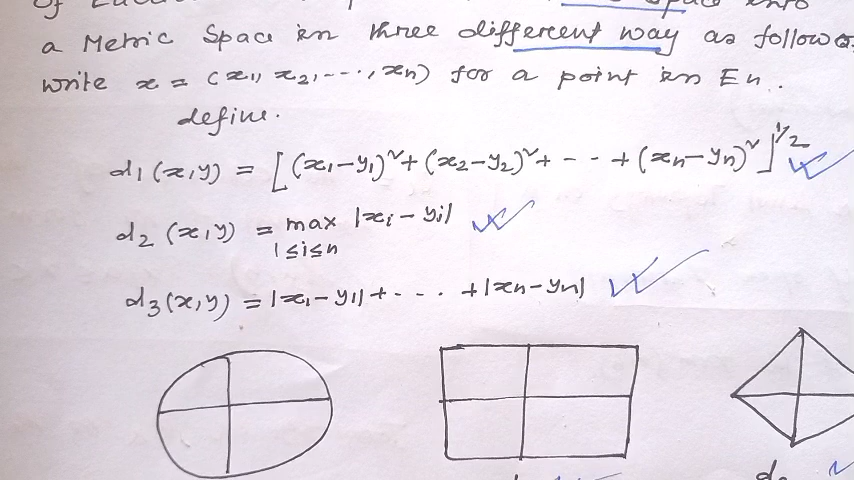 of
a Metric Space in three different way as follows.
write x = (x₁, x₂, ..., xn) for a point in En.
define.
d₁(x,y) = [(x₁-y₁)²+(x₂-y₂)²+ - - +(xn-yn)²]^1/2
d₂ (x,y) = max |xi - yi|
1≤i≤n
d₃(x,y) = |x₁-y₁|+ - . . +|xn-yn|